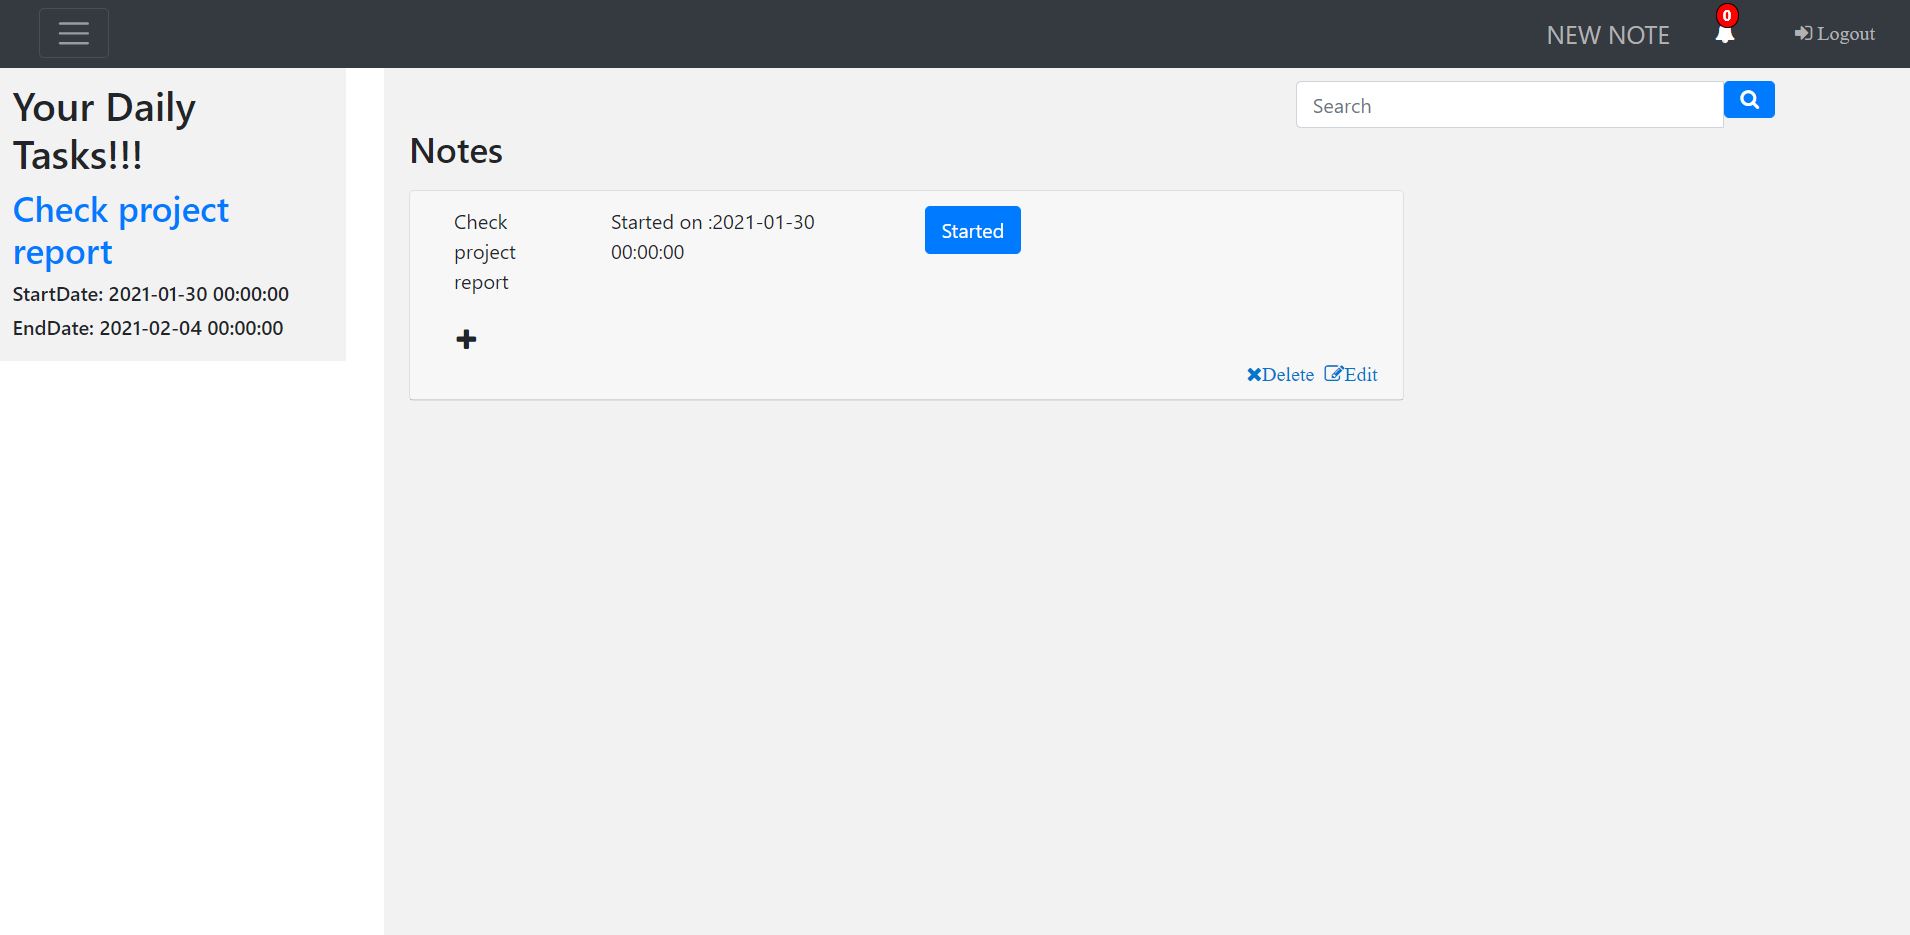 NEW NOTE
0
Logout
Your Daily
Tasks!!!
Check project
report
StartDate: 2021-01-30 00:00:00
EndDate: 2021-02-04 00:00:00
Search
Notes
Check
project
report
Started on :2021-01-30
00:00:00
Started
Delete Edit